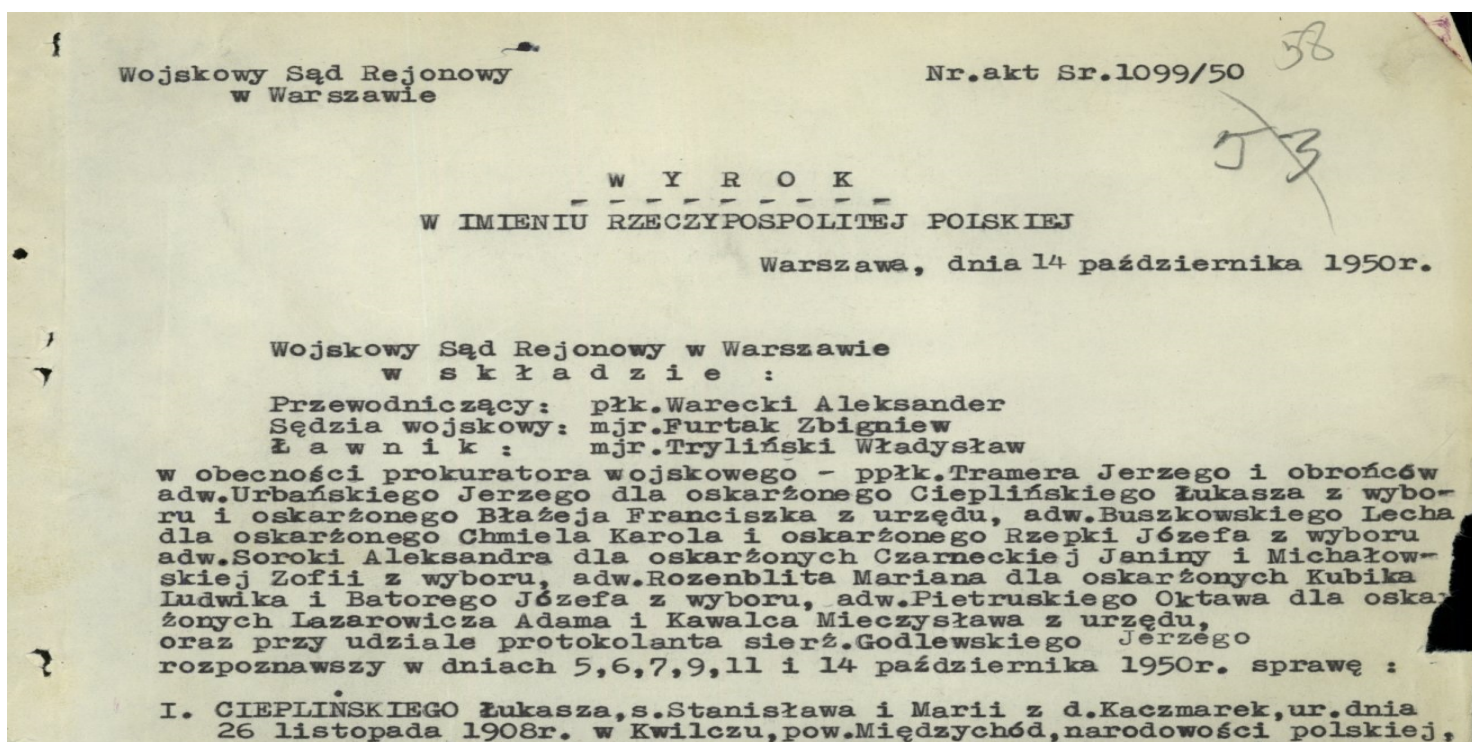 58
Wojskowy Sąd Rejonowy Nr.akt Sr.1099/50
w Warszawie
53
W Y R O K
- - - - - - - - -
W IMIENIU RZECZYPOSPOLITEJ POLSKIEJ
Warszawa, dnia 14 października 1950r.
Wojskowy Sąd Rejonowy w Warszawie
w s k ł a d z i e :
Przewodniczący: płk.Warecki Aleksander
Sędzia wojskowy: mjr.Furtak Zbigniew
Ł a w n i k : mjr.Tryliński Władysław
w obecności prokuratora wojskowego - ppłk.Tramera Jerzego i obrońców
adw.Urbańskiego Jerzego dla oskarżonego Cieplińskiego Łukasza z wybo-
ru i oskarżonego Błażeja Franciszka z urzędu, adw.Buszkowskiego Lecha
dla oskarżonego Chmiela Karola i oskarżonego Rzepki Józefa z wyboru
adw.Soroki Aleksandra dla oskarżonych Czarneckiej Janiny i Michałow-
skiej Zofii z wyboru, adw.Rozenblita Mariana dla oskarżonych Kubika
Ludwika i Batorego Józefa z wyboru, adw.Pietruskiego Oktawa dla oskar
żonych Lazarowicza Adama i Kawalca Mieczysława z urzędu,
oraz przy udziale protokolanta sierż.Godlewskiego Jerzego
rozpoznawszy w dniach 5,6,7,9,11 i 14 października 1950r. sprawę :
I. CIEPLIŃSKIEGO Łukasza,s.Stanisława i Marii z d.Kaczmarek,ur.dnia
26 listopada 1908r. w Kwilczu,pow.Międzychód,narodowości polskiej,